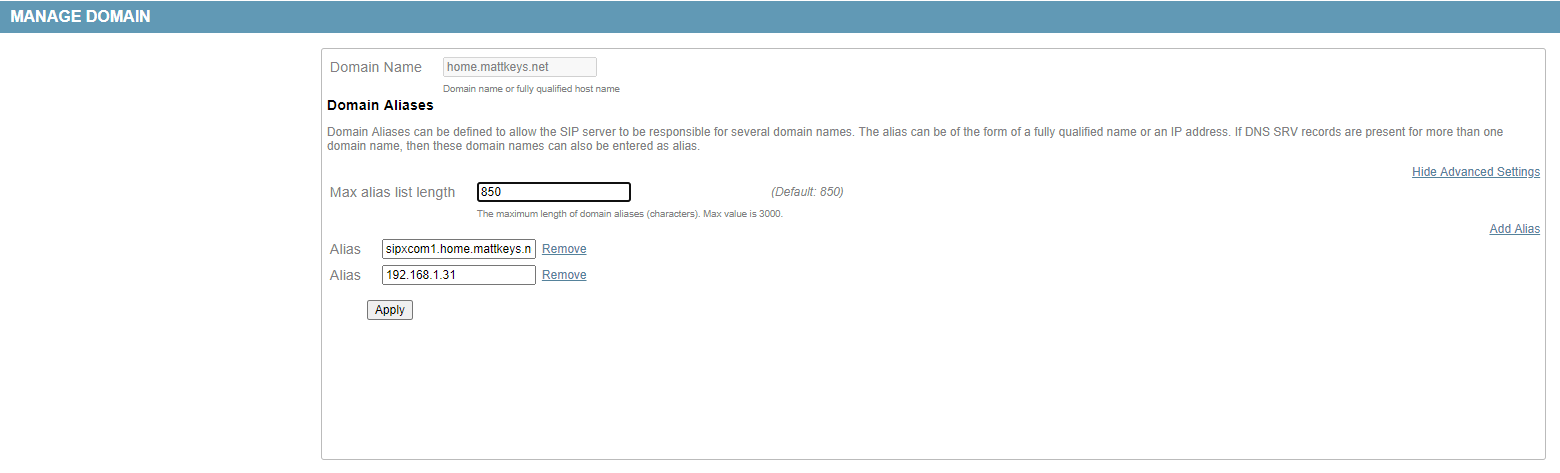 MANAGE DOMAIN
Domain Name home.mattkeys.net
Domain name or fully qualified host name
Domain Aliases
Domain Aliases can be defined to allow the SIP server to be responsible for several domain names. The alias can be of the form of a fully qualified name or an IP address. If DNS SRV records are present for more than one
domain name, then these domain names can also be entered as alias.
Hide Advanced Settings
Max alias list length 850 (Default: 850)
The maximum length of domain aliases (characters). Max value is 3000.
Add Alias
Alias sipxcom1.home.mattkeys.n Remove
Alias 192.168.1.31 Remove
Apply